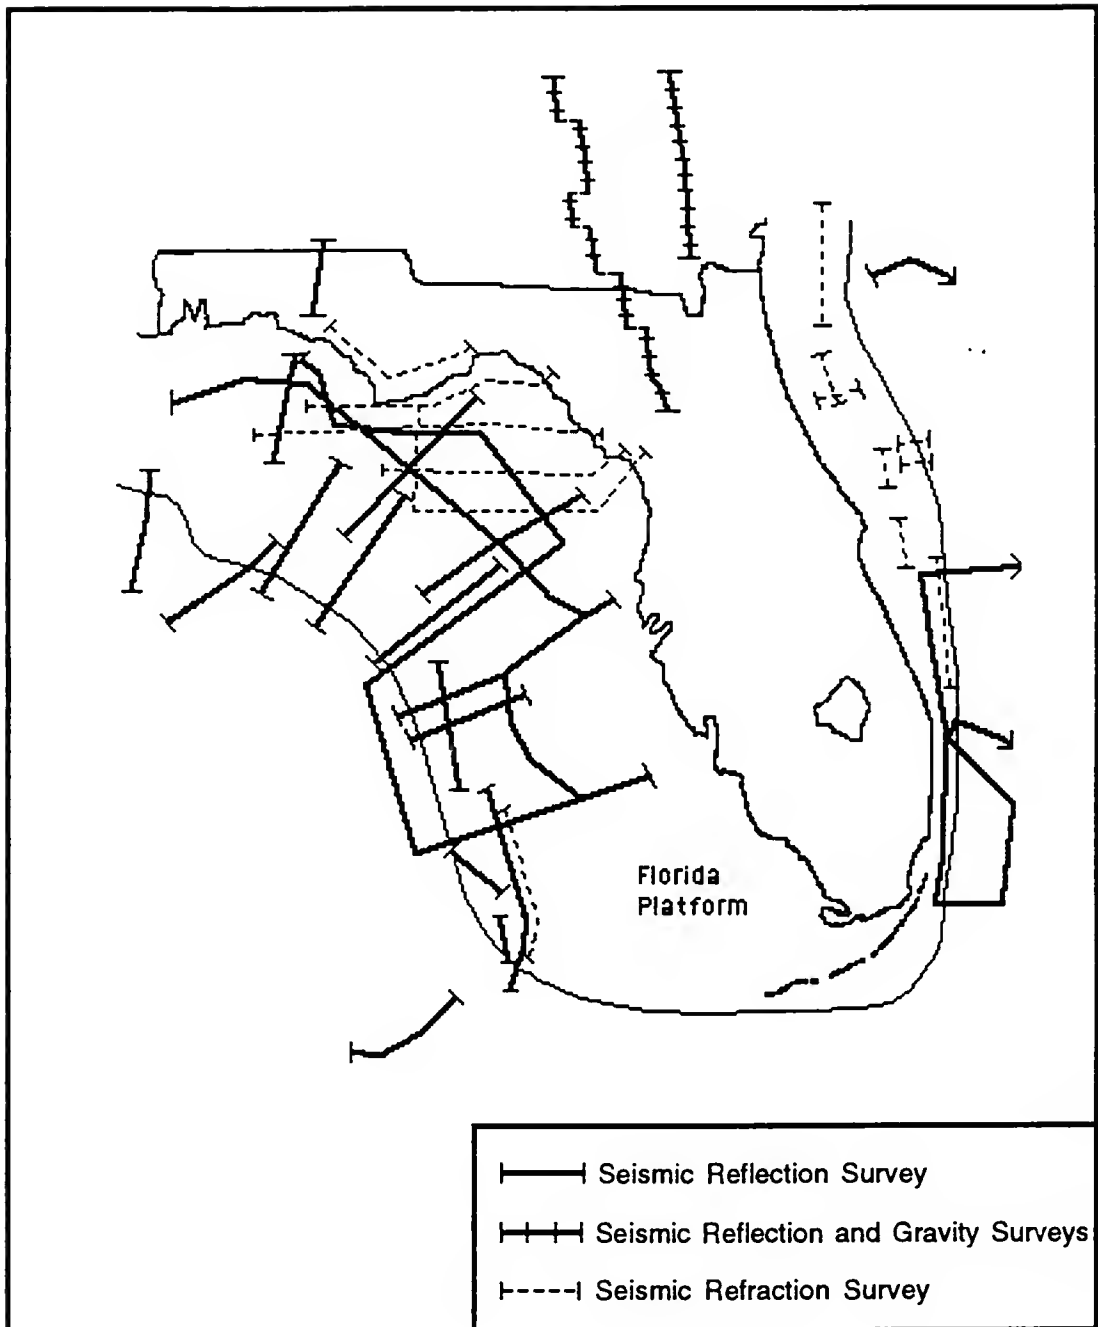 Florida
Platform
Seismic Reflection Survey
Seismic Reflection and Gravity Surveys
Seismic Refraction Survey